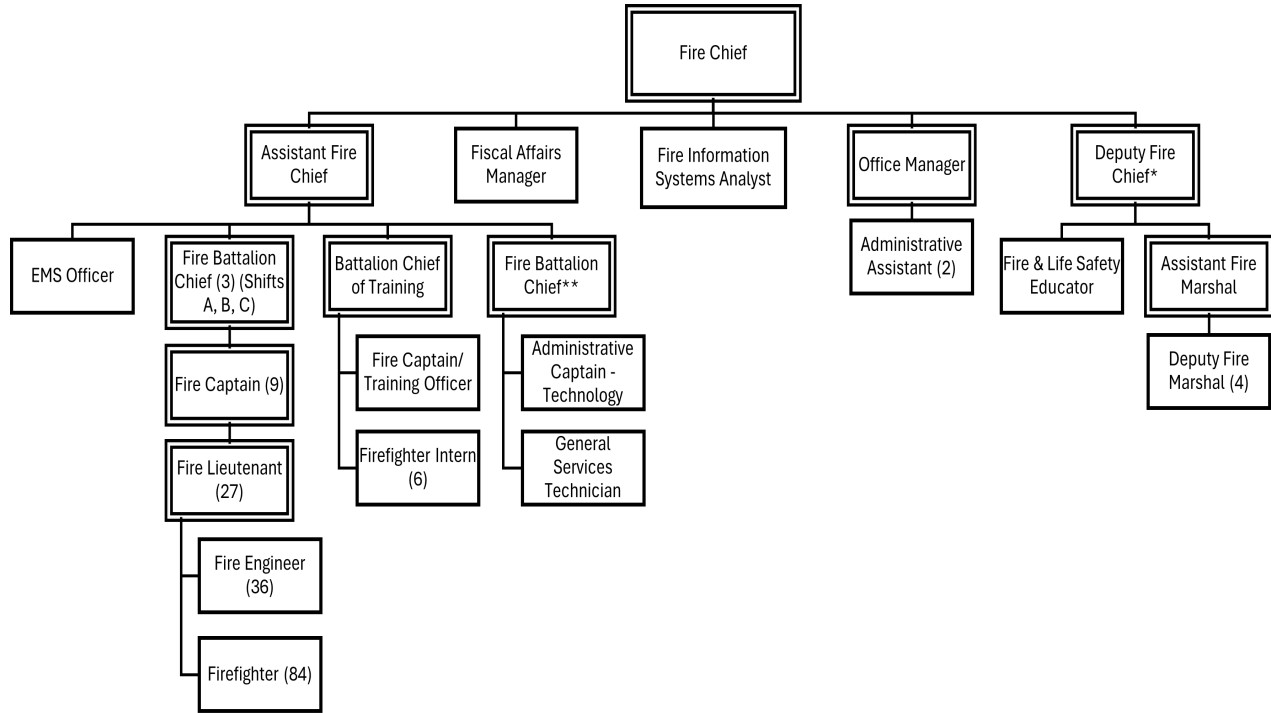 Fire Chief
Assistant Fire
Chief
Fiscal Affairs
Manager
Fire Information
Systems Analyst
Office Manager
Deputy Fire
Chief*
EMS Officer
Fire Battalion
Chief (3) (Shifts
A, B, C)
Battalion Chief
of Training
Fire Battalion
Chief**
Administrative
Assistant (2)
Fire & Life Safety
Educator
Assistant Fire
Marshal
Fire Captain (9)
Fire Captain/
Training Officer
Administrative
Captain -
Technology
Deputy Fire
Marshal (4)
Fire Lieutenant
(27)
Firefighter Intern
(6)
General
Services
Technician
Fire Engineer
(36)
Firefighter (84)